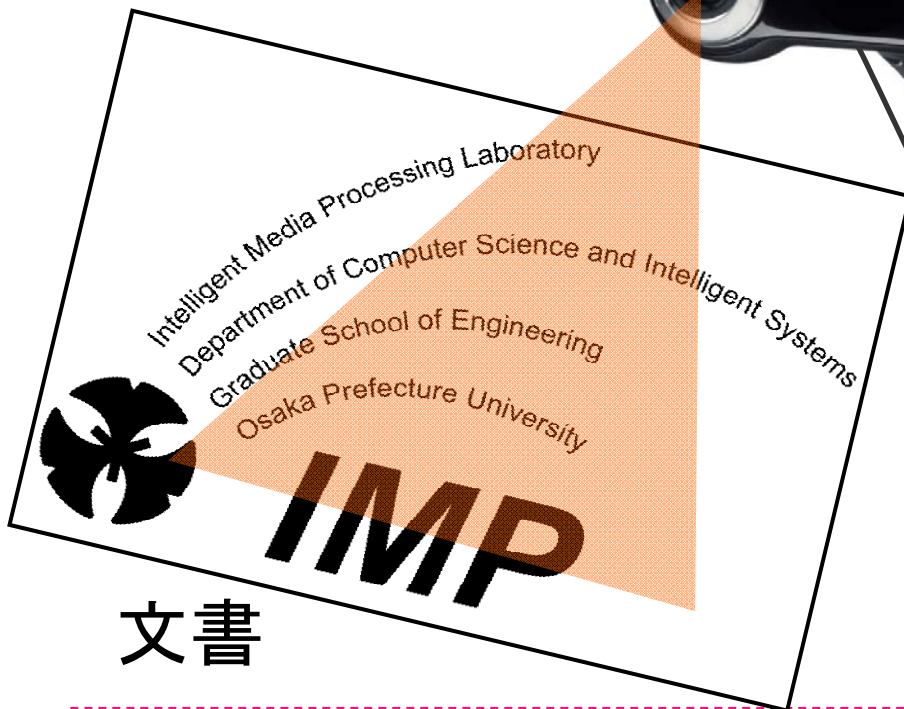 Intelligent Media Processing Laboratory
Department of Computer Science and Intelligent Systems
Graduate School of Engineering
Osaka Prefecture University
IMP
文書